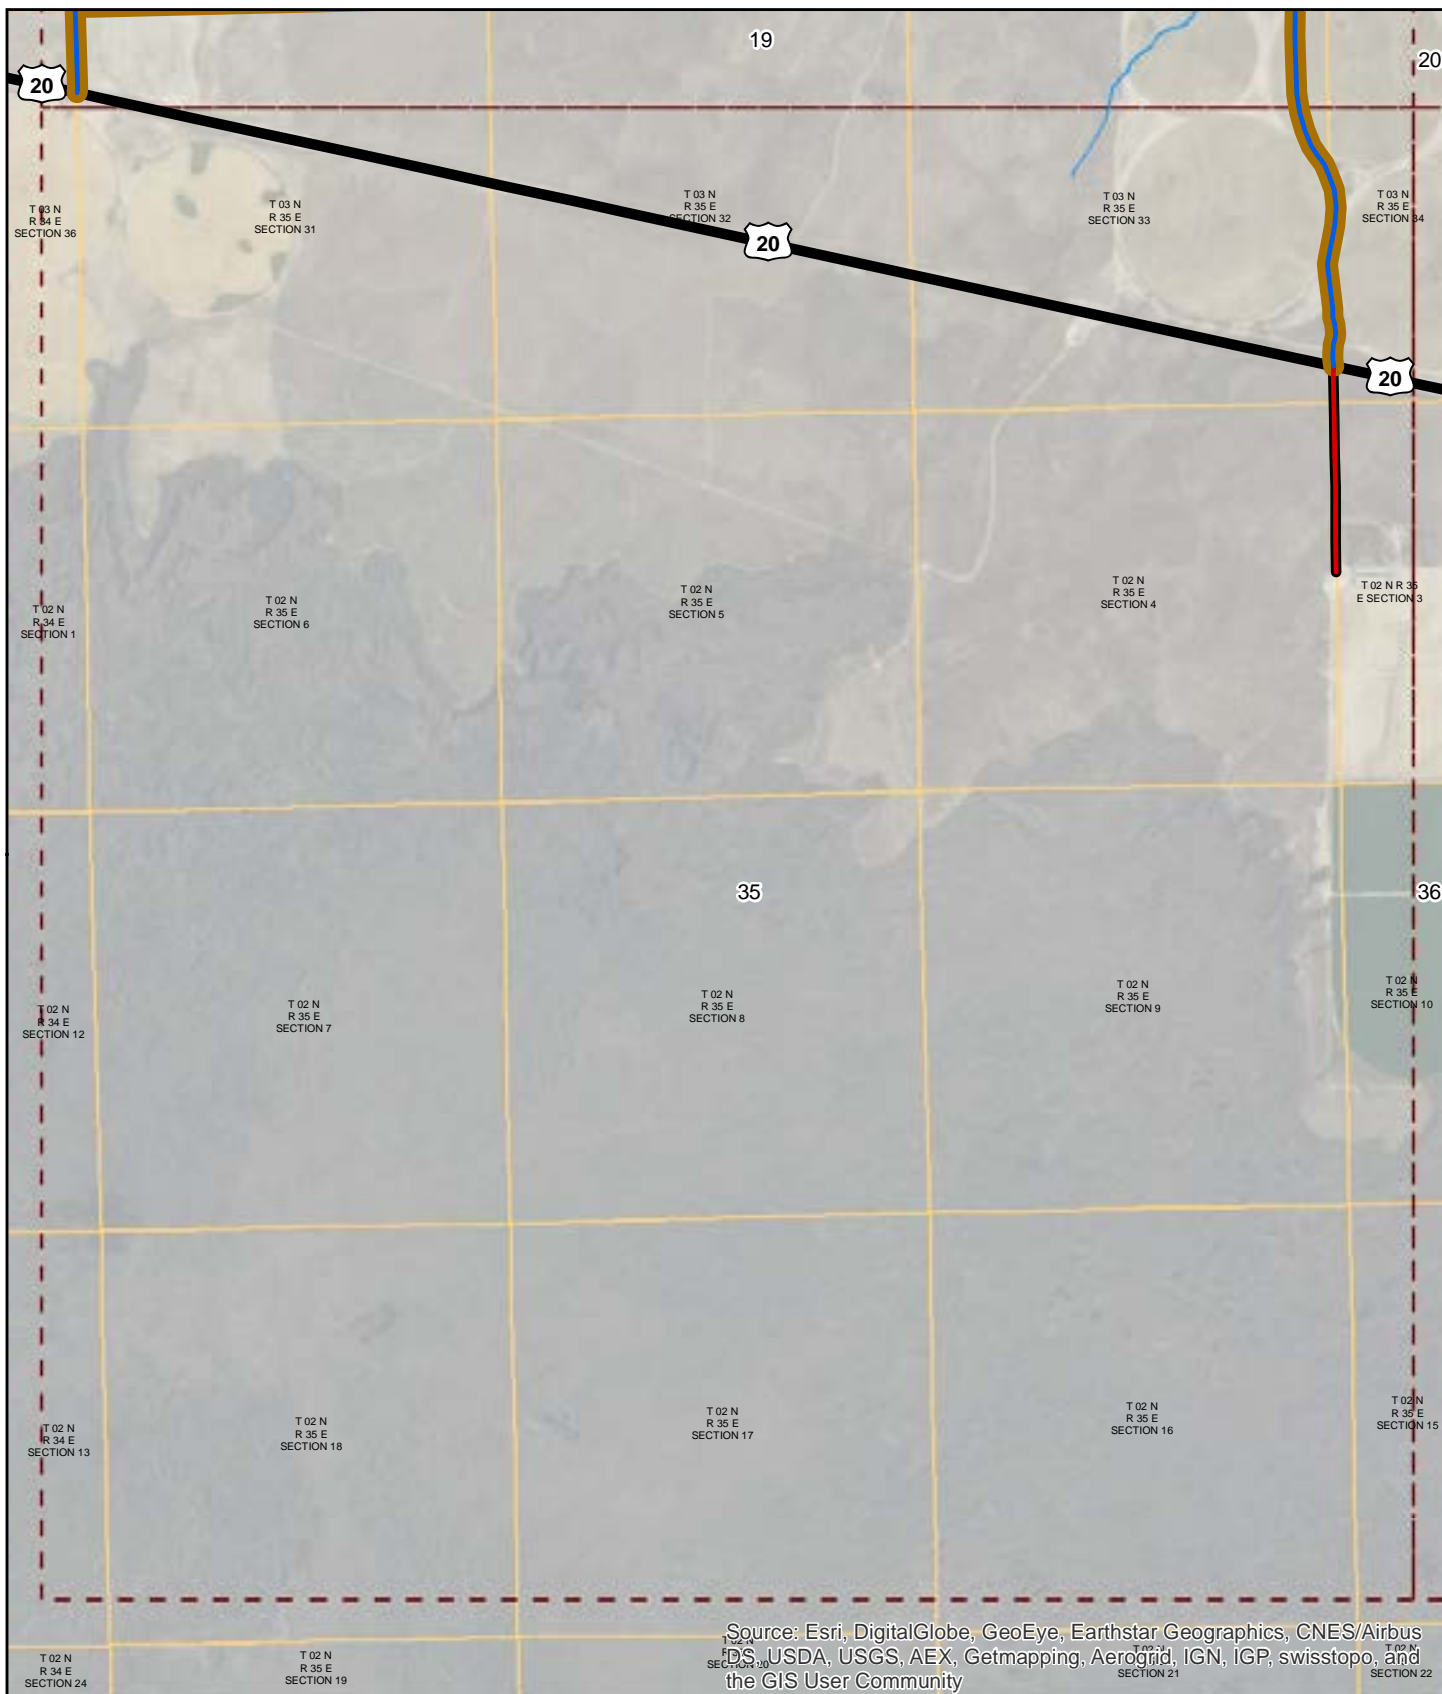 19
20
20
T 03 N
R 34 E
SECTION 36
T 03 N
R 35 E
SECTION 31
T 03 N
R 35 E
SECTION 32
T 03 N
R 35 E
SECTION 33
T 03 N
R 35 E
SECTION 34
20
20
T 02 N
R 34 E
SECTION 1
T 02 N
R 35 E
SECTION 6
T 02 N
R 35 E
SECTION 5
T 02 N
R 35 E
SECTION 4
T 02 N R 35
E SECTION 3
35
36
T 02 N
R 34 E
SECTION 12
T 02 N
R 35 E
SECTION 7
T 02 N
R 35 E
SECTION 8
T 02 N
R 35 E
SECTION 9
T 02 N
R 35 E
SECTION 10
T 02 N
R 34 E
SECTION 13
T 02 N
R 35 E
SECTION 18
T 02 N
R 35 E
SECTION 17
T 02 N
R 35 E
SECTION 16
T 02 N
R 35 E
SECTION 15
T 02 N
R 34 E
SECTION 24
T 02 N
R 35 E
SECTION 19
T 02 N
SECTION 20
T 02 N
SECTION 21
T 02 N
SECTION 22
Source: Esri, DigitalGlobe, GeoEye, Earthstar Geographics, CNES/Airbus
DS, USDA, USGS, AEX, Getmapping, Aerogrid, IGN, IGP, swisstopo, and
the GIS User Community